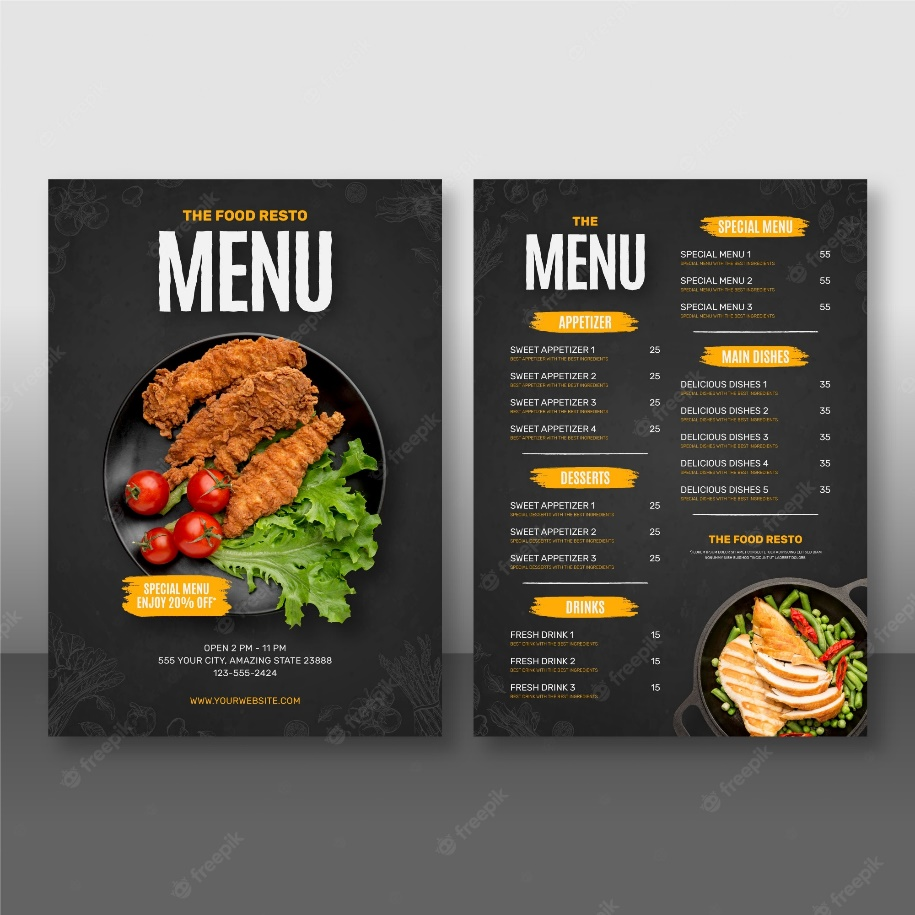 THE FOOD RESTO
MENU
SPECIAL MENU
ENJOY 20% OFF*
OPEN 2 PM - 11 PM
555 YOUR CITY, AMAZING STATE 23888
123-555-2424
WWW.YOURWEBSITE.COM
THE
MENU
APPETIZER
SWEET APPETIZER 1 25
BEST APPETIZER WITH THE BEST INGREDIENTS
SWEET APPETIZER 2 25
BEST APPETIZER WITH THE BEST INGREDIENTS
SWEET APPETIZER 3 25
BEST APPETIZER WITH THE BEST INGREDIENTS
SWEET APPETIZER 4 25
BEST APPETIZER WITH THE BEST INGREDIENTS
DESSERTS
SWEET APPETIZER 1 25
SPECIAL DESSERTS WITH THE BEST INGREDIENTS
SWEET APPETIZER 2 25
SPECIAL DESSERTS WITH THE BEST INGREDIENTS
SWEET APPETIZER 3 25
SPECIAL DESSERTS WITH THE BEST INGREDIENTS
DRINKS
FRESH DRINK 1 15
BEST DRINK WITH THE BEST INGREDIENTS
FRESH DRINK 2 15
BEST DRINK WITH THE BEST INGREDIENTS
FRESH DRINK 3 15
BEST DRINK WITH THE BEST INGREDIENTS
SPECIAL MENU
SPECIAL MENU 1 55
SPECIAL MENU WITH THE BEST INGREDIENTS
SPECIAL MENU 2 55
SPECIAL MENU WITH THE BEST INGREDIENTS
SPECIAL MENU 3 55
SPECIAL MENU WITH THE BEST INGREDIENTS
MAIN DISHES
DELICIOUS DISHES 1 35
SPECIAL DISHES WITH THE BEST INGREDIENTS
DELICIOUS DISHES 2 35
SPECIAL DISHES WITH THE BEST INGREDIENTS
DELICIOUS DISHES 3 35
SPECIAL DISHES WITH THE BEST INGREDIENTS
DELICIOUS DISHES 4 35
SPECIAL DISHES WITH THE BEST INGREDIENTS
DELICIOUS DISHES 5 35
SPECIAL DISHES WITH THE BEST INGREDIENTS
THE FOOD RESTO
freepik